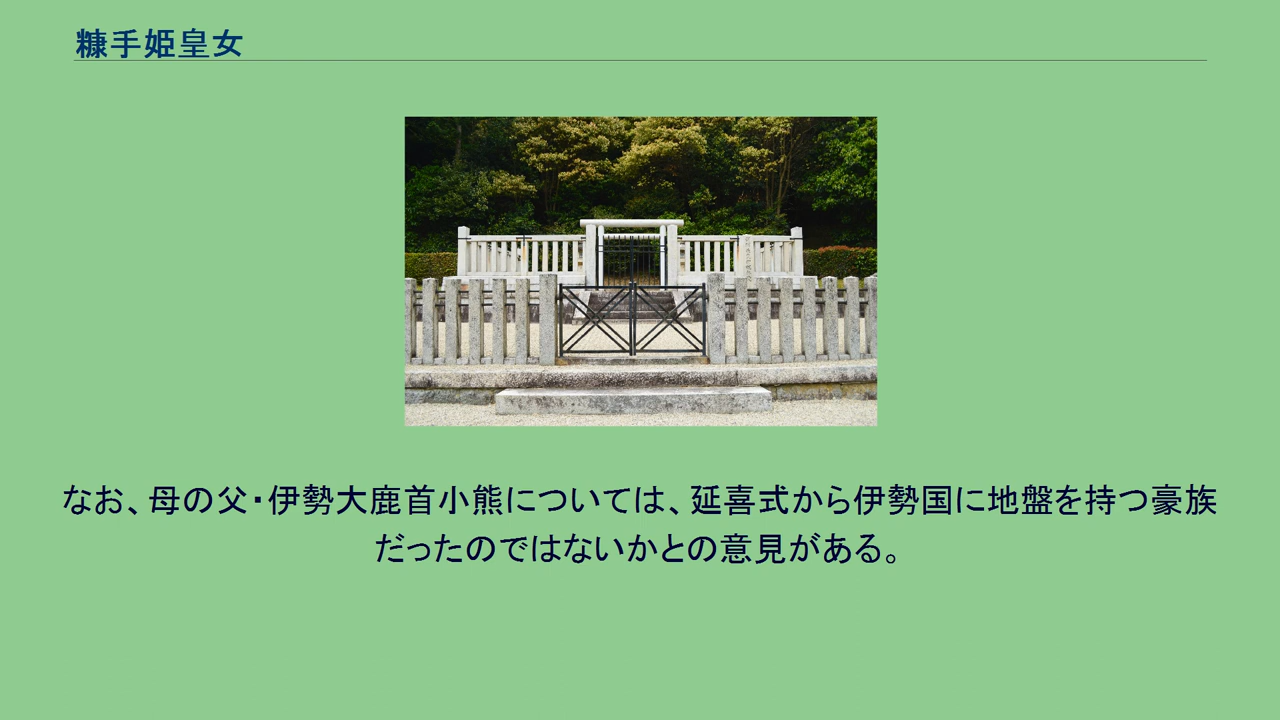 糠手姫皇女
なお、母の父・伊勢大鹿首小熊については、延喜式から伊勢国に地盤を持つ豪族
だったのではないかとの意見がある。